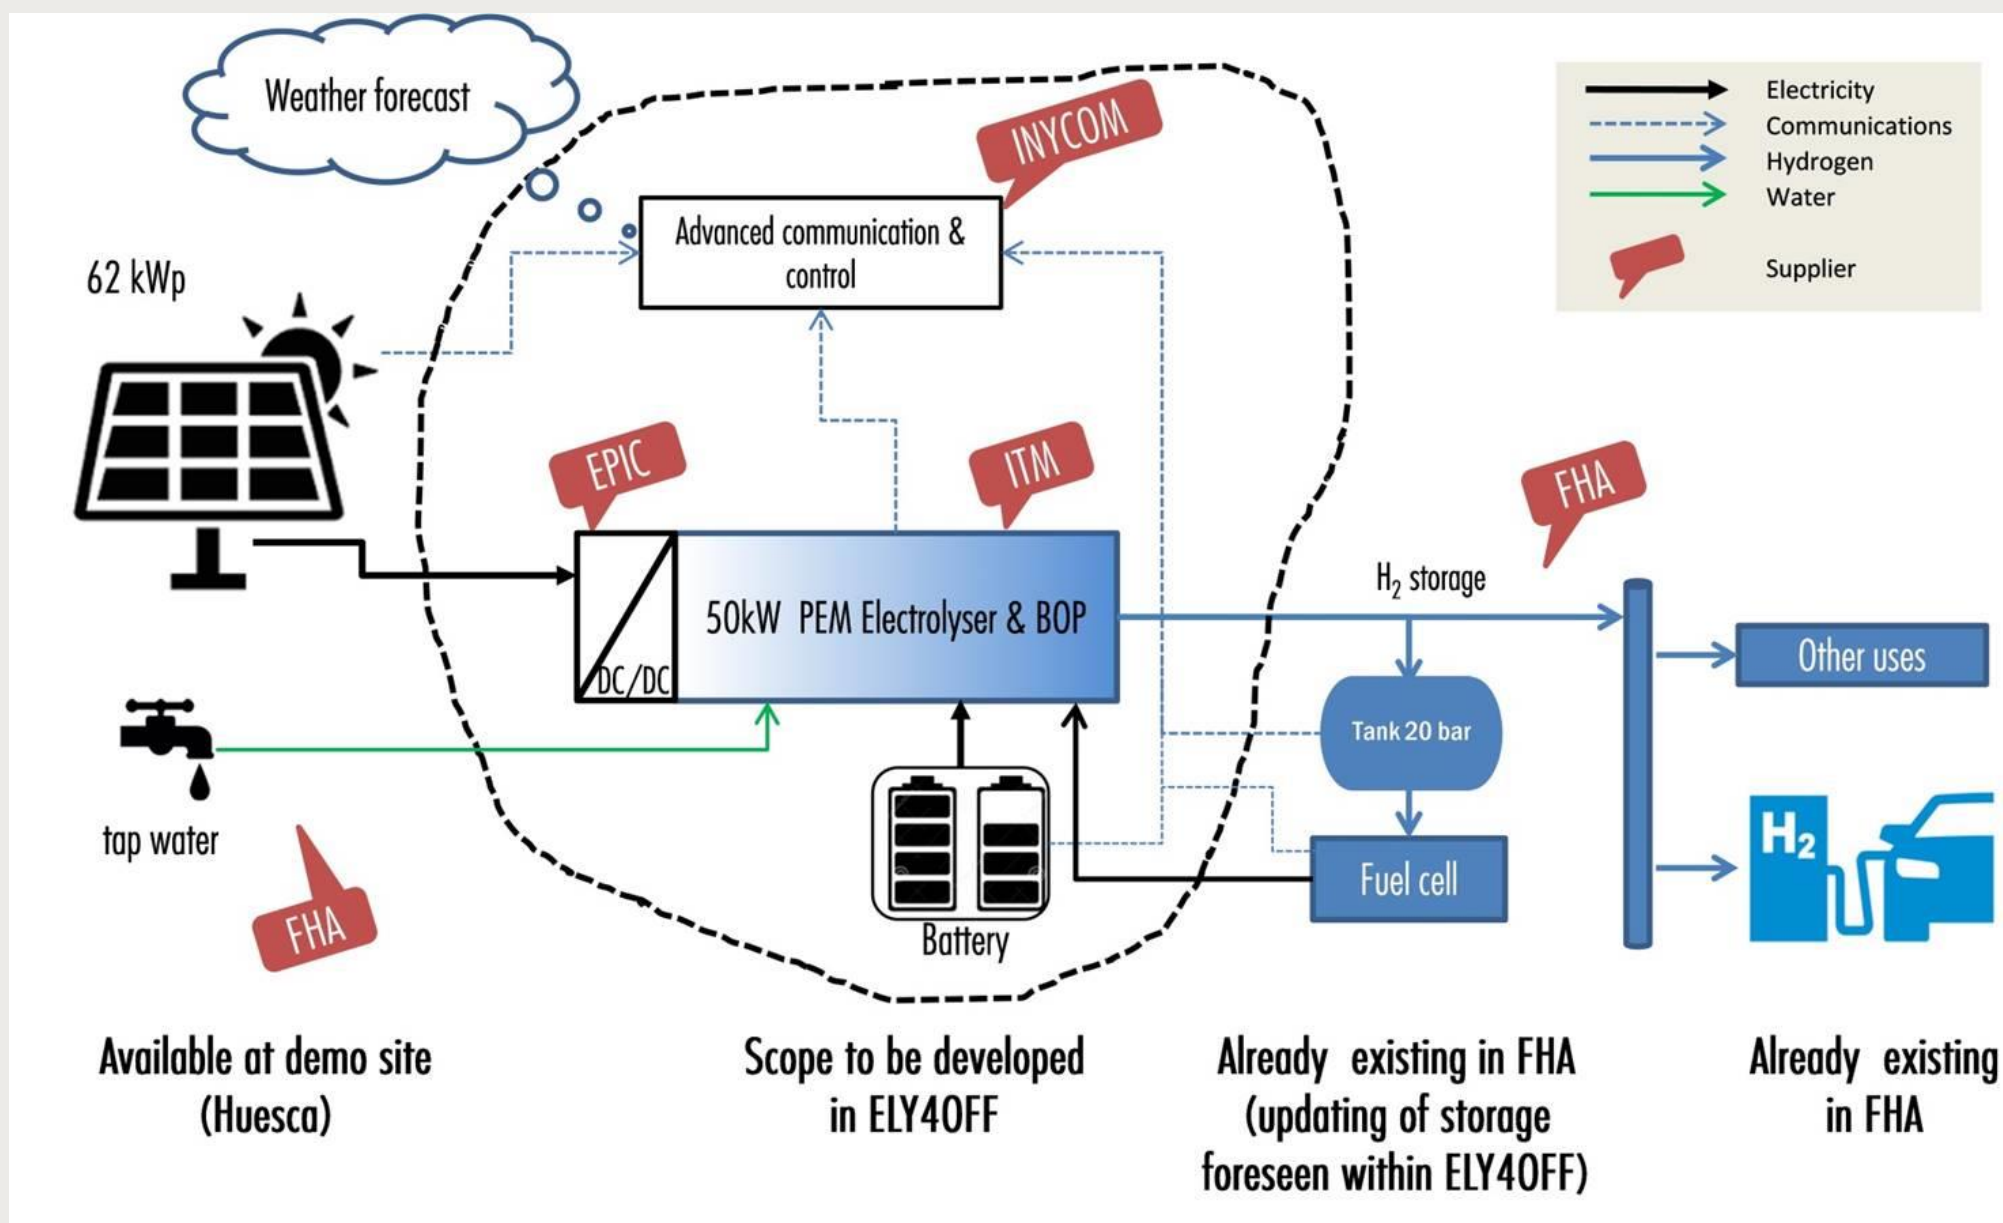 Weather forecast
INYCOM
Electricity
Communications
Hydrogen
Water
Supplier
Advanced communication &
control
62 kWp
EPIC
ITM
FHA
H₂ storage
50kW PEM Electrolyser & BOP
DC/DC
Other uses
Tank 20 bar
tap water
H₂
Fuel cell
FHA
Battery
Available at demo site
(Huesca)
Scope to be developed
in ELY4OFF
Already existing in FHA
(updating of storage
foreseen within ELY4OFF)
Already existing
in FHA